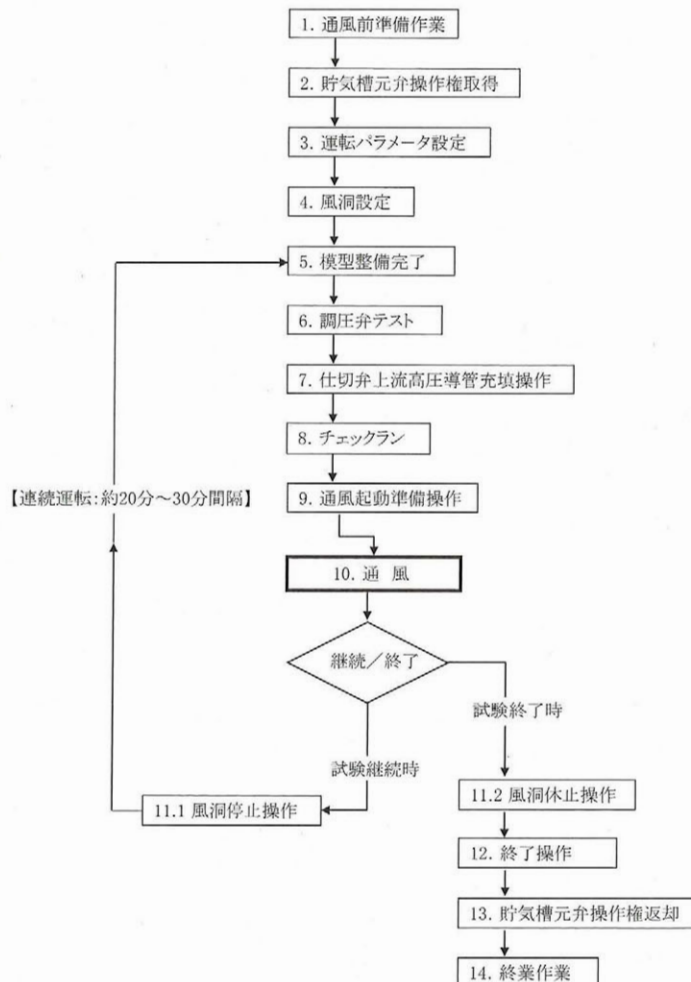 1. 通風前準備作業
2. 貯気槽元弁操作権取得
3. 運転パラメータ設定
4. 風洞設定
5. 模型整備完了
6. 調圧弁テスト
7. 仕切弁上流高圧導管充填操作
8. チェックラン
【連続運転:約20分～30分間隔】
9. 通風起動準備操作
10. 通 風
継続／終了
試験終了時
試験継続時
11.1 風洞停止操作
11.2 風洞休止操作
12. 終了操作
13. 貯気槽元弁操作権返却
14. 終業作業